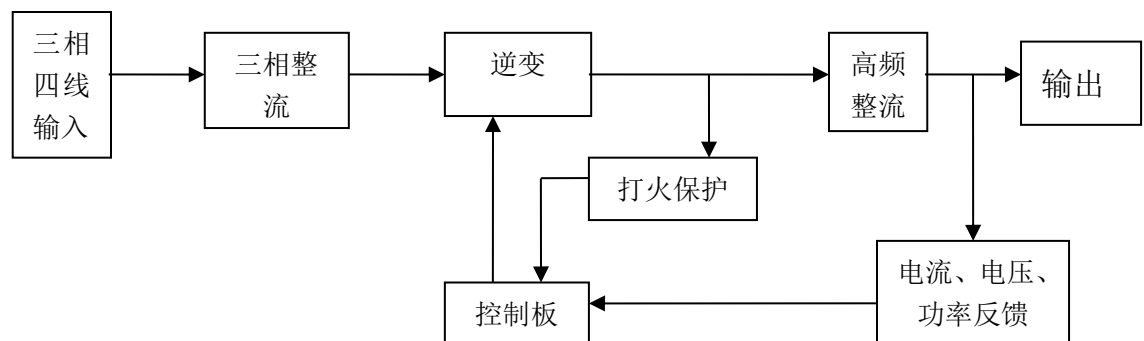 三相
四线
输入
三相整
流
逆变
高频
整流
输出
打火保护
电流、电压、
功率反馈
控制板